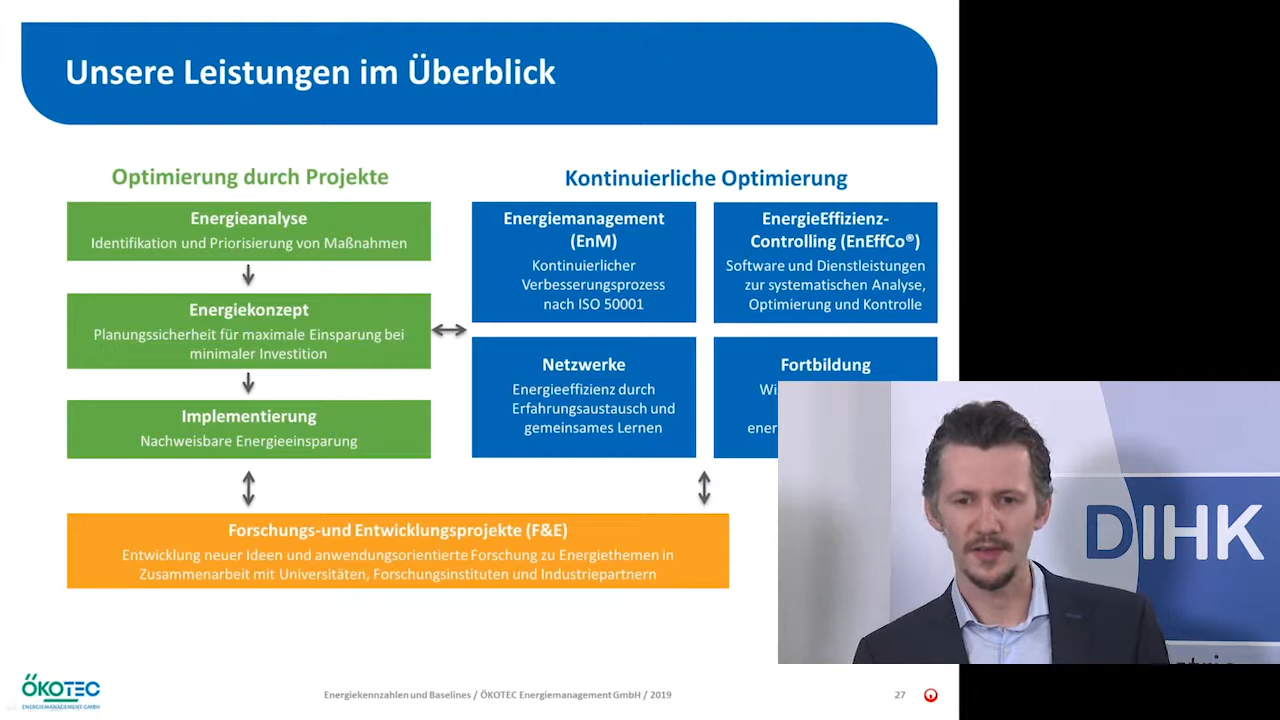 Unsere Leistungen im Überblick
Optimierung durch Projekte
Energieanalyse
Identifikation und Priorisierung von Maßnahmen
Energiekonzept
Planungssicherheit für maximale Einsparung bei
minimaler Investition
Implementierung
Nachweisbare Energieeinsparung
Kontinuierliche Optimierung
Energiemanagement
(EnM)
Kontinuierlicher
Verbesserungsprozess
nach ISO 50001
EnergieEffizienz-
Controlling (EnEffCo®)
Software und Dienstleistungen
zur systematischen Analyse,
Optimierung und Kontrolle
Netzwerke
Energieeffizienz durch
Erfahrungsaustausch und
gemeinsames Lernen
Fortbildung
Forschungs-und Entwicklungsprojekte (F&E)
Entwicklung neuer Ideen und anwendungsorientierte Forschung zu Energiethemen in
Zusammenarbeit mit Universitäten, Forschungsinstituten und Industriepartnern
DIHK
ÖKOTEC
ENERGIEMANAGEMENT GMBH
Energiekennzahlen und Baselines / ÖKOTEC Energiemanagement GmbH / 2019
27